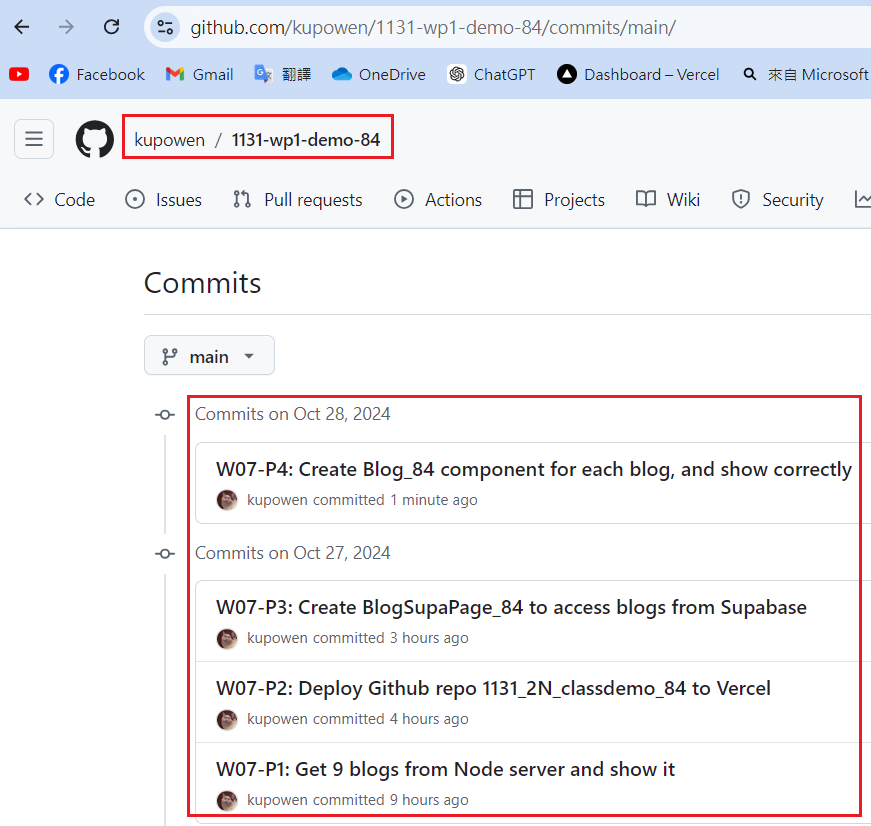 github.com/kupowen/1131-wp1-demo-84/commits/main/
Facebook Gmail 翻譯 OneDrive ChatGPT Dashboard – Vercel 來自 Microsoft
kupowen / 1131-wp1-demo-84
Code Issues Pull requests Actions Projects Wiki Security
Commits
main
Commits on Oct 28, 2024
W07-P4: Create Blog_84 component for each blog, and show correctly
kupowen committed 1 minute ago
Commits on Oct 27, 2024
W07-P3: Create BlogSupaPage_84 to access blogs from Supabase
kupowen committed 3 hours ago
W07-P2: Deploy Github repo 1131_2N_classdemo_84 to Vercel
kupowen committed 4 hours ago
W07-P1: Get 9 blogs from Node server and show it
kupowen committed 9 hours ago